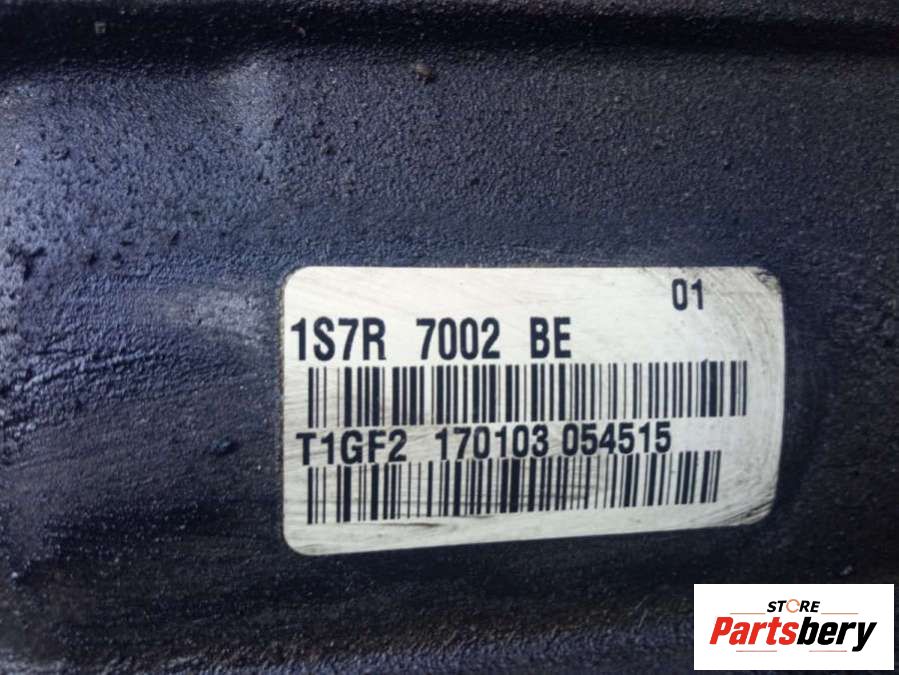 01
1S7R 7002 BE
T1GF2 170103 054515
STORE
Partsbery